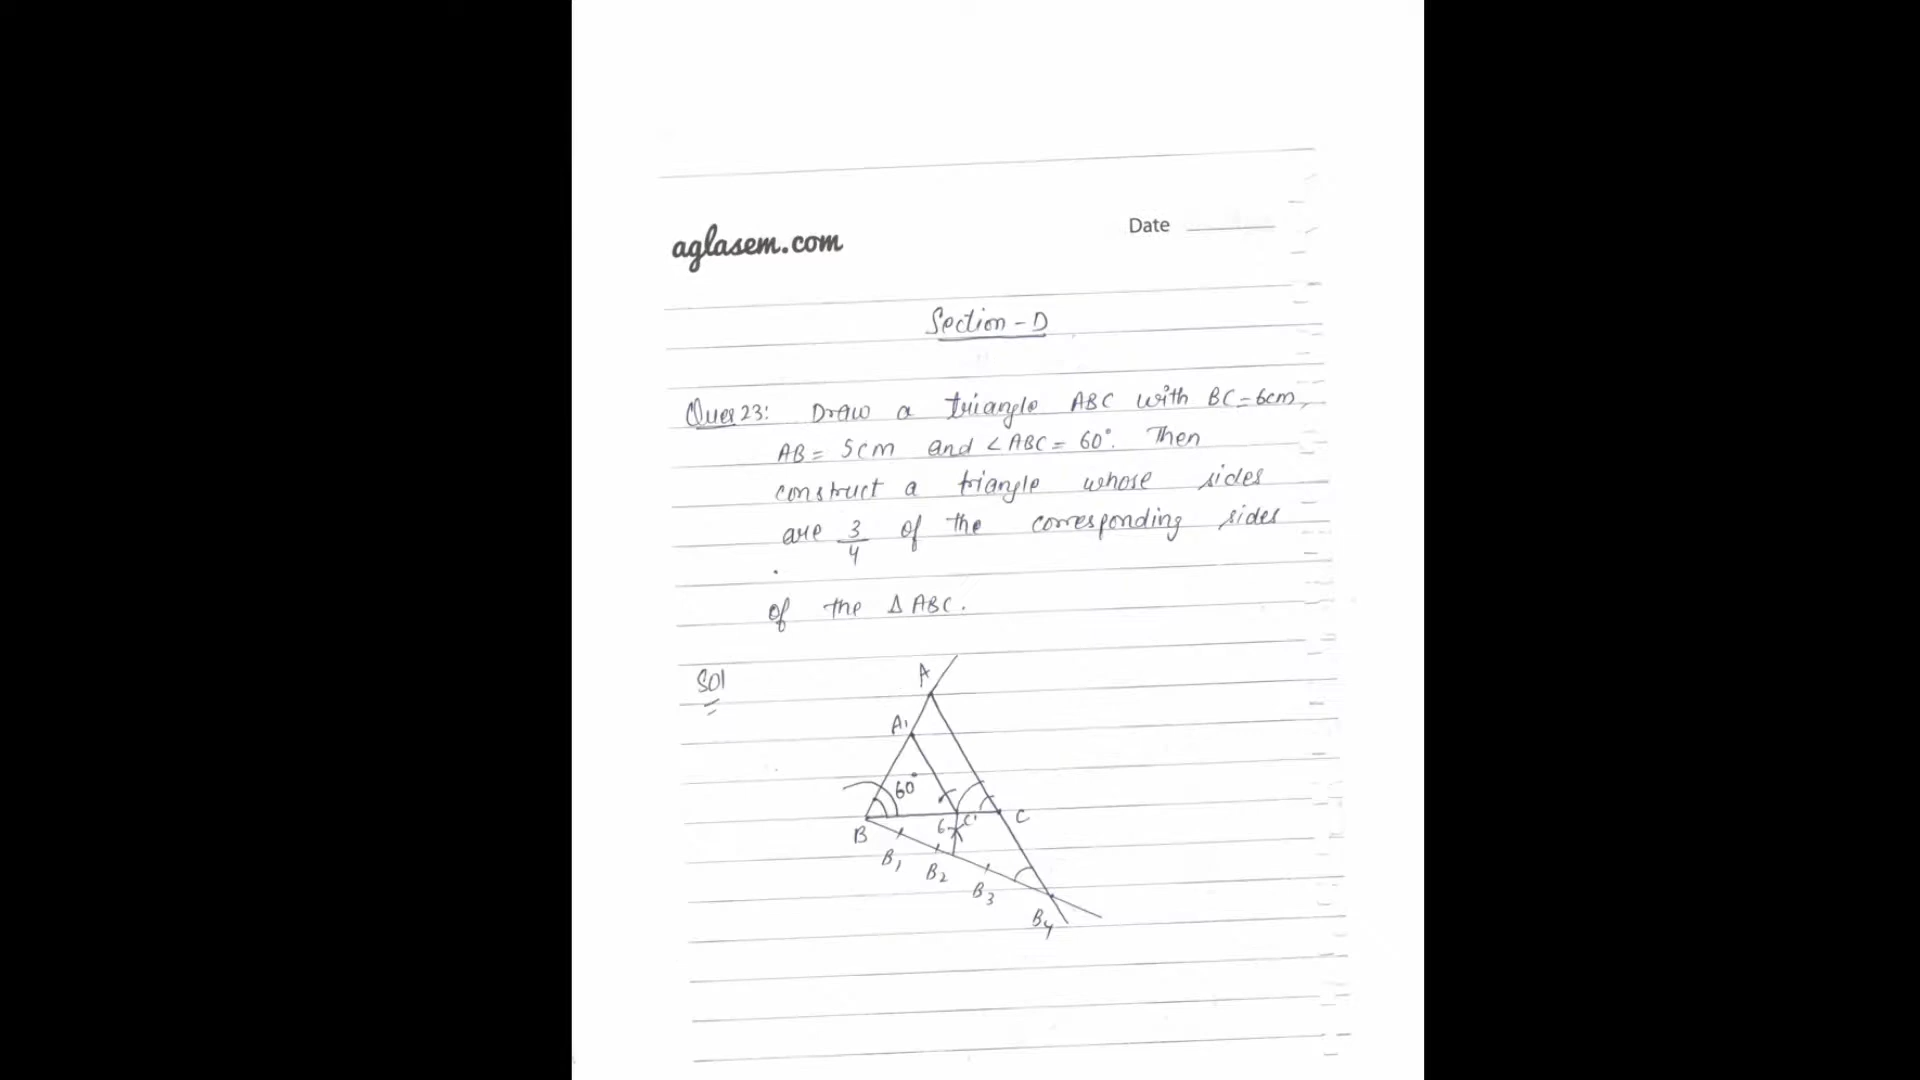 aglasem.com
Date
Section - D
Ques 23: Draw a triangle ABC with BC = 6cm,
AB = 5cm and ∠ABC = 60°. Then
construct a triangle whose sides
are 3/4 of the corresponding sides
of the Δ ABC.
Sol
A
A'
60°
B
6
C'
C
B1
B2
B3
B4